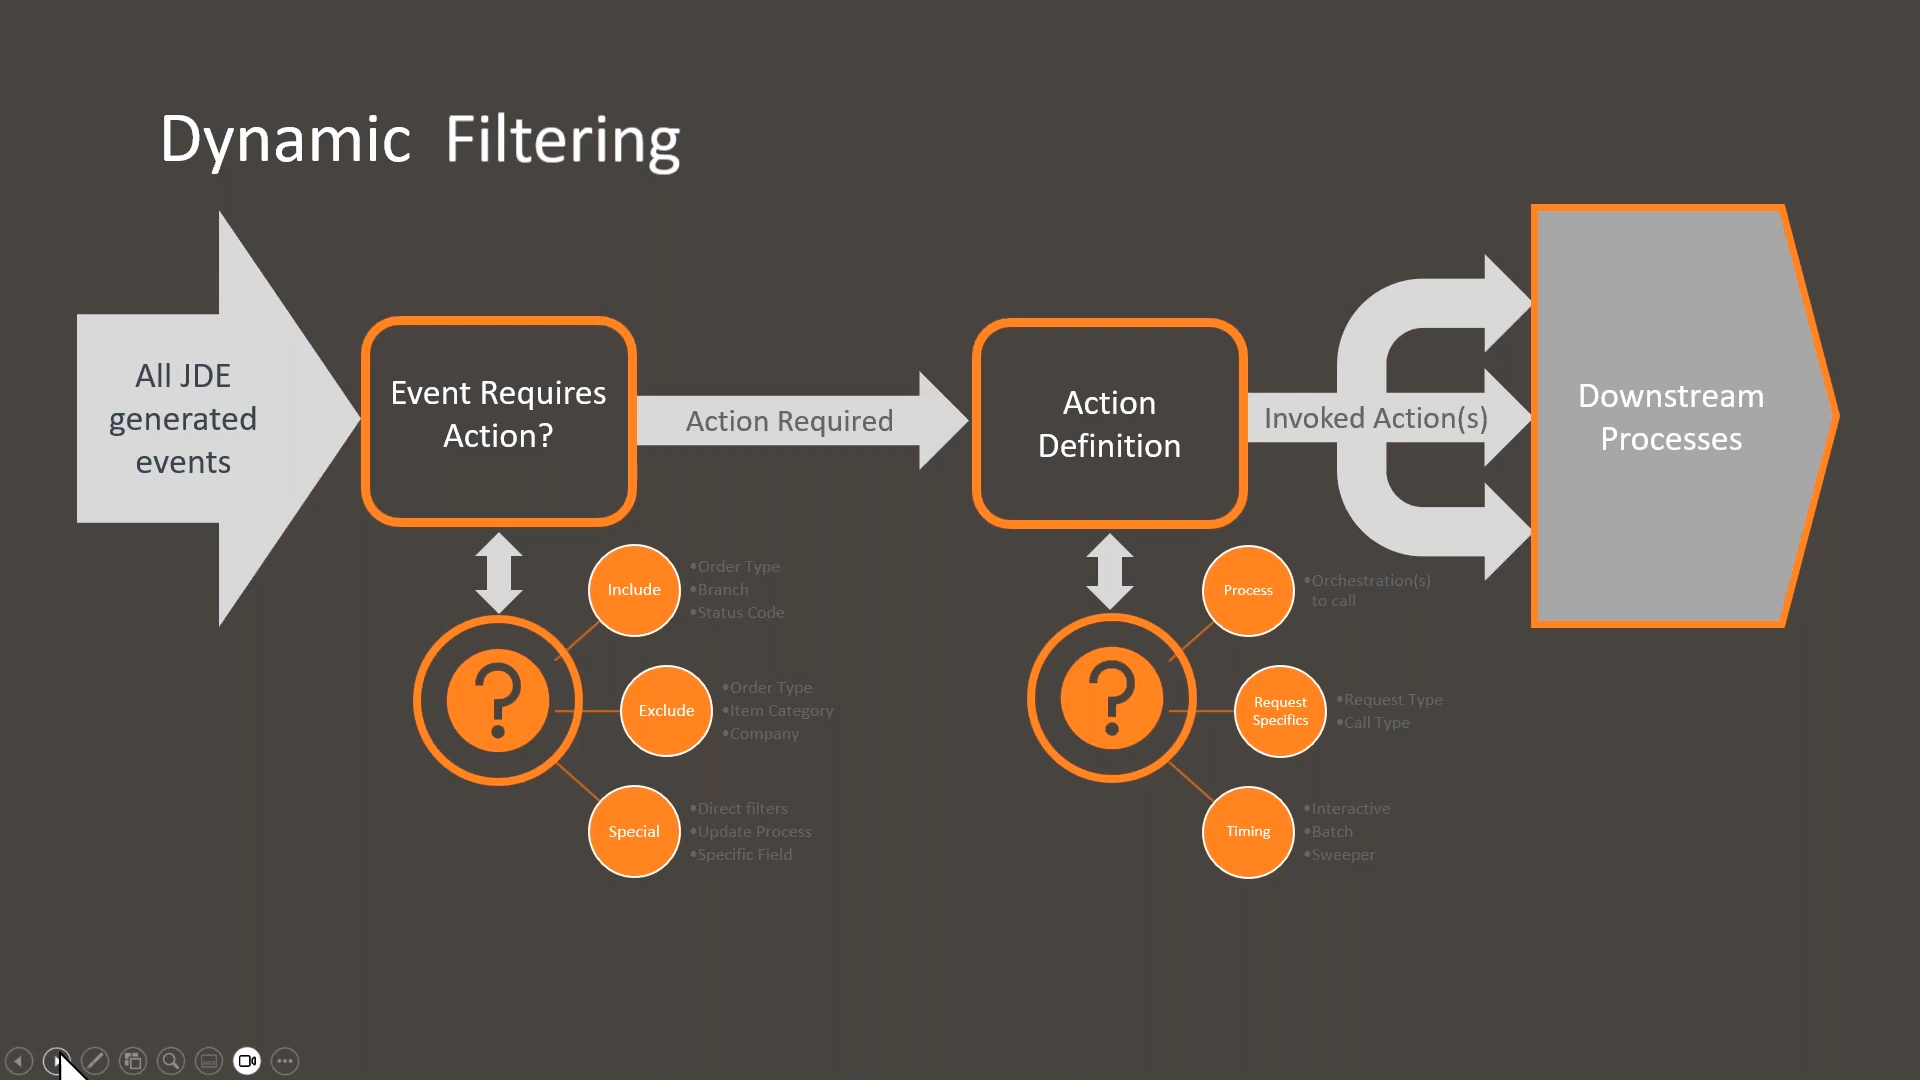 Dynamic  Filtering
All JDE
generated
events
Event Requires
Action?
Action Required
Action
Definition
Invoked Action(s)
Downstream
Processes
Include
•Order Type
•Branch
•Status Code
Exclude
•Order Type
•Item Category
•Company
Special
•Direct filters
•Update Process
•Specific Field
Process
•Orchestration(s)
to call
Request
Specifics
•Request Type
•Call Type
Timing
•Interactive
•Batch
•Sweeper